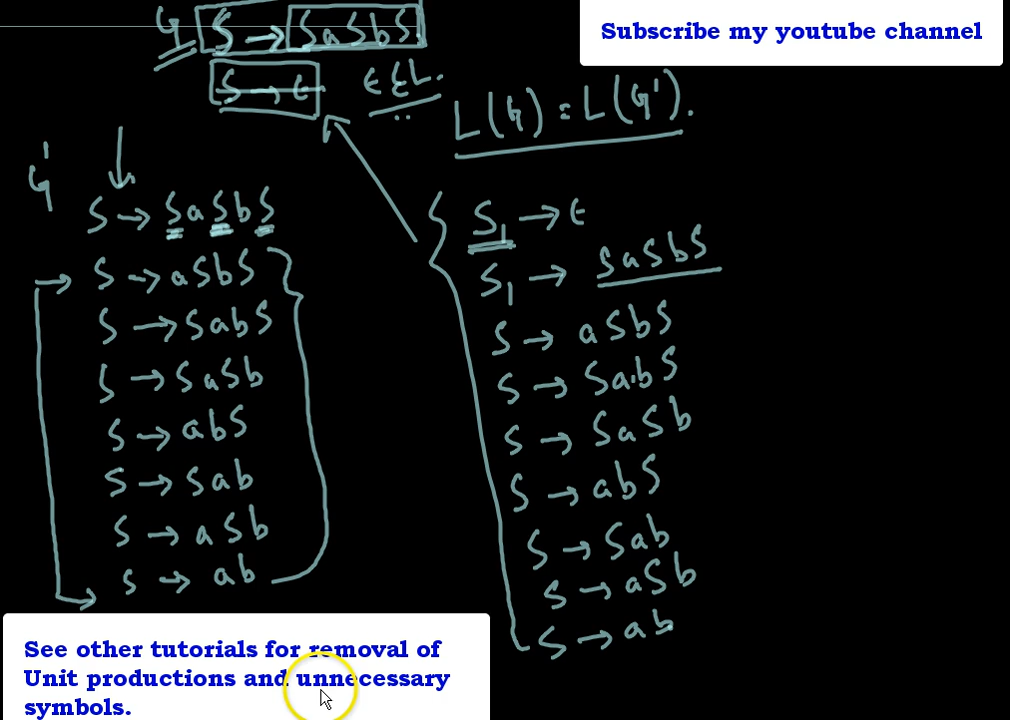 G S → SaSbS
Subscribe my youtube channel
S → ϵ ϵ ∈ L.
L(G) = L(G').
G'
S → SaSbS
S → aSbS
S → SabS
S → SaSb
S → abS
S → Sab
S → aSb
S → ab
S₁ → ϵ
S₁ → SaSbS
S → aSbS
S → SabS
S → SaSb
S → abS
S → Sab
S → aSb
S → ab
See other tutorials for removal of
Unit productions and unnecessary
symbols.